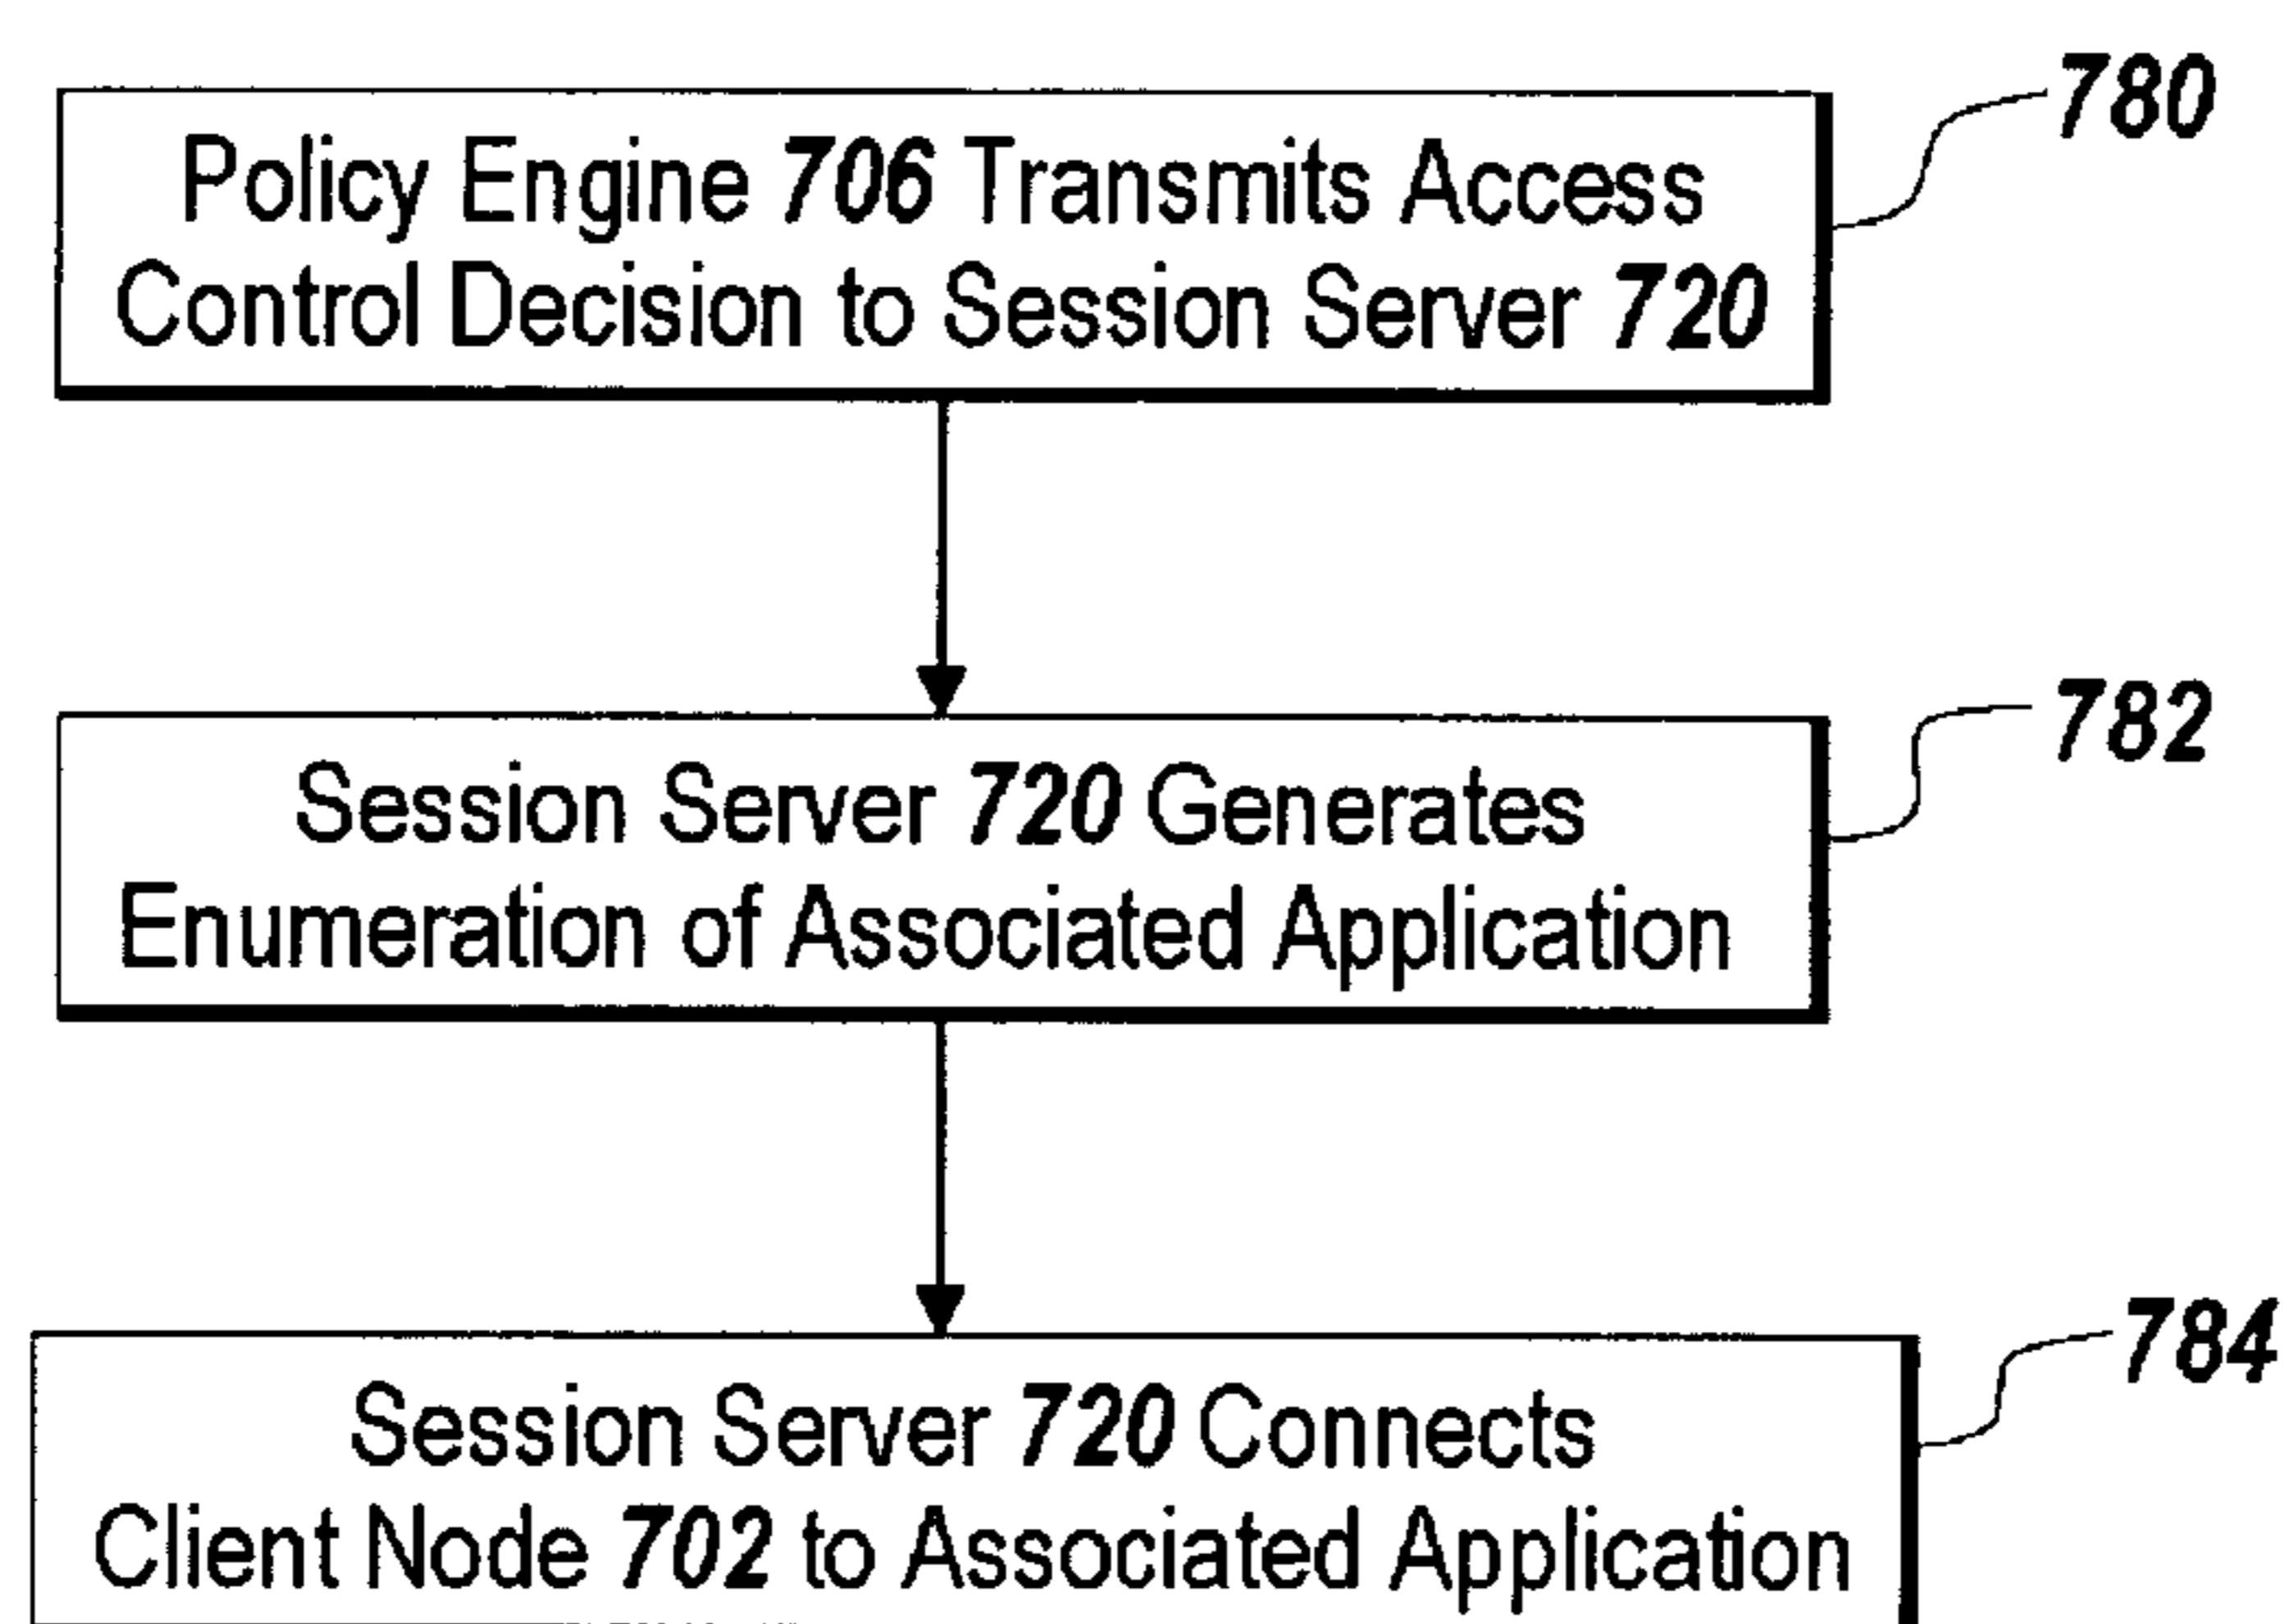 780
Policy Engine 706 Transmits Access
Control Decision to Session Server 720
782
Session Server 720 Generates
Enumeration of Associated Application
784
Session Server 720 Connects
Client Node 702 to Associated Application